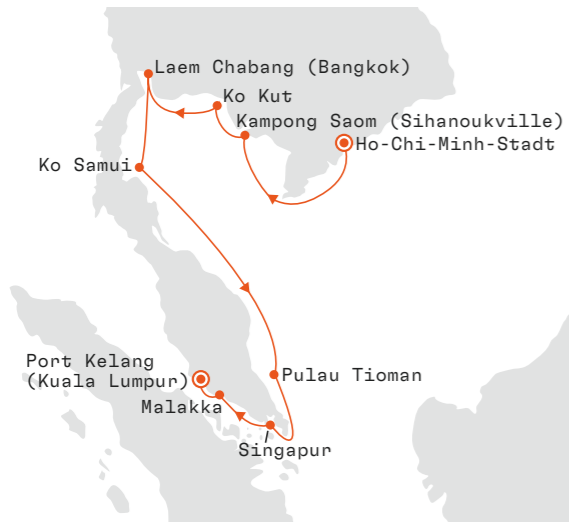 Laem Chabang (Bangkok)
Ko Kut
Kampong Saom (Sihanoukville)
Ho-Chi-Minh-Stadt
Ko Samui
Port Kelang
(Kuala Lumpur)
Pulau Tioman
Malakka
Singapur